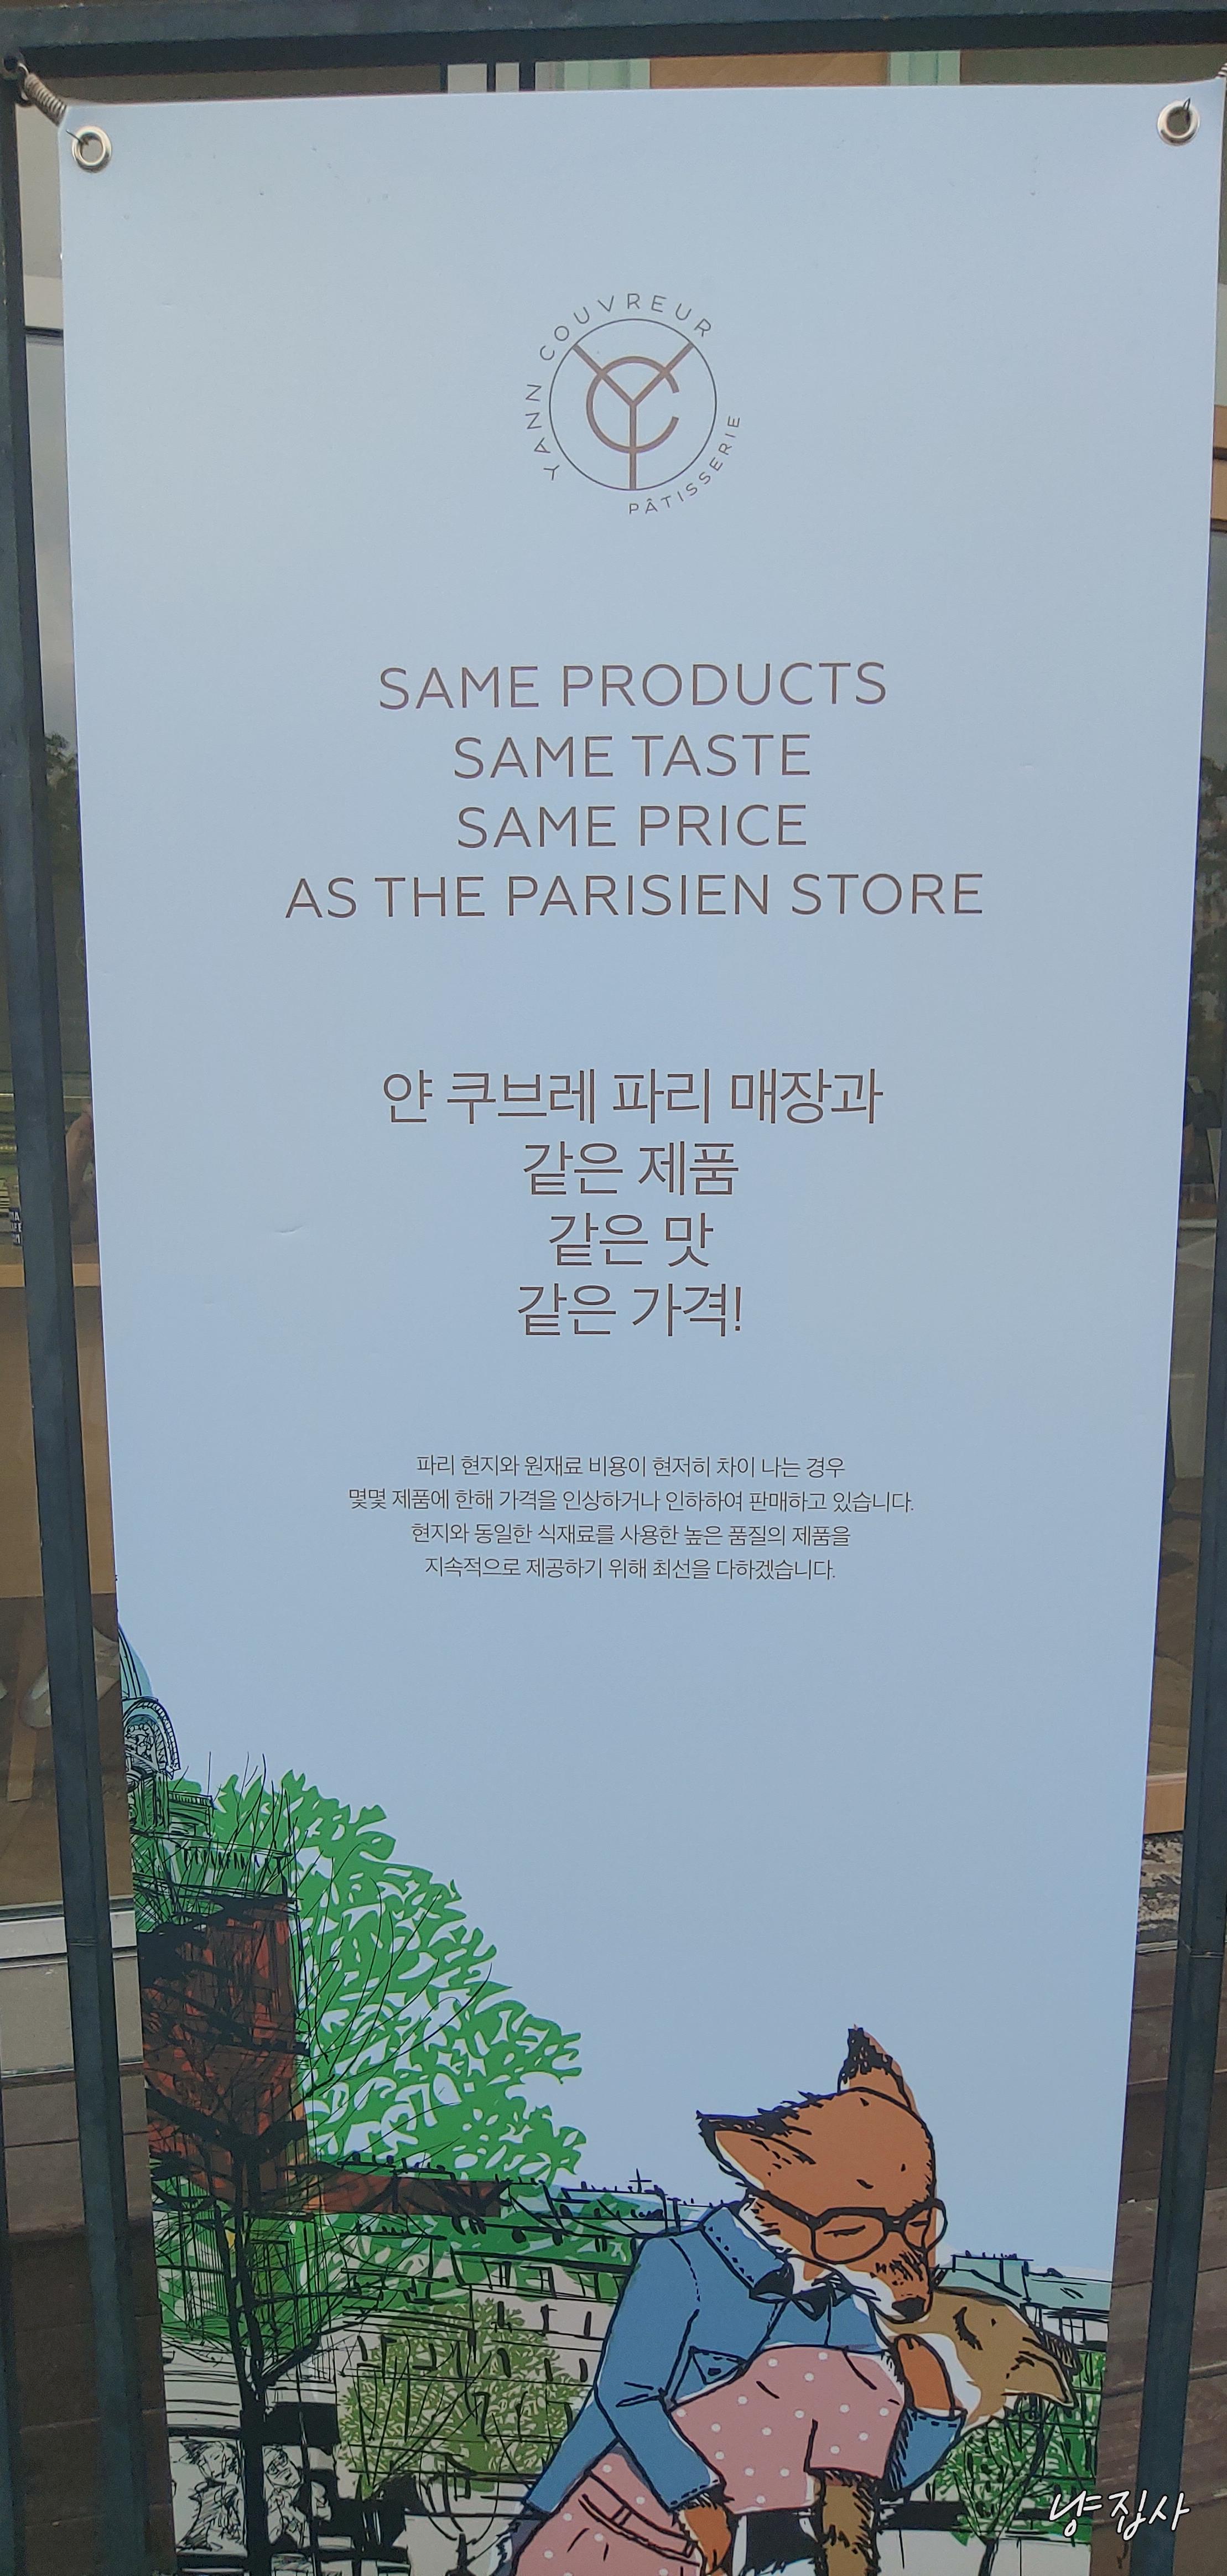 YANN COUVREUR
YC
PÂTISSERIE
SAME PRODUCTS
SAME TASTE
SAME PRICE
AS THE PARISIEN STORE
얀 쿠브레 파리 매장과
같은 제품
같은 맛
같은 가격!
파리 현지와 원재료 비용이 현저히 차이 나는 경우
몇몇 제품에 한해 가격을 인상하거나 인하하여 판매하고 있습니다.
현지와 동일한 식재료를 사용한 높은 품질의 제품을
지속적으로 제공하기 위해 최선을 다하겠습니다.
냥집사